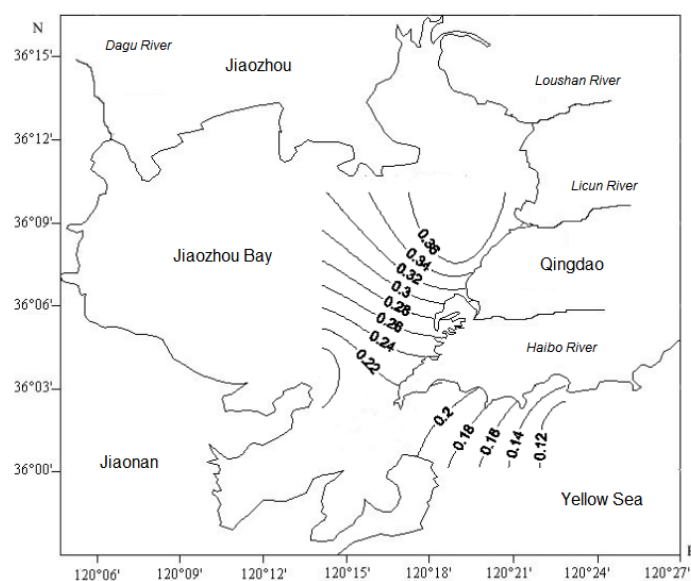 N
Dagu River
36°15'
Jiaozhou
Loushan River
36°12'
Licun River
36°09'
0.36
Jiaozhou Bay
0.34
Qingdao
0.32
0.3
36°06'
0.28
0.26
0.24
Haibo River
0.22
36°03'
0.2
0.18
0.16
0.14
0.12
Jiaonan
36°00'
Yellow Sea
E
120°06'
120°09'
120°12'
120°15'
120°18'
120°21'
120°24'
120°27'